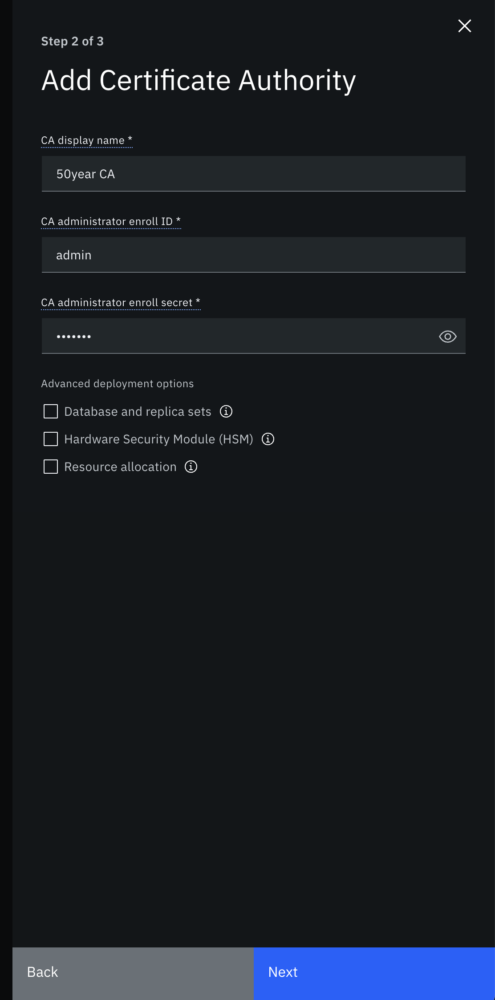 Step 2 of 3
Add Certificate Authority
CA display name *
50year CA
CA administrator enroll ID *
admin
CA administrator enroll secret *
•••••••
Advanced deployment options
Database and replica sets
Hardware Security Module (HSM)
Resource allocation
Back
Next